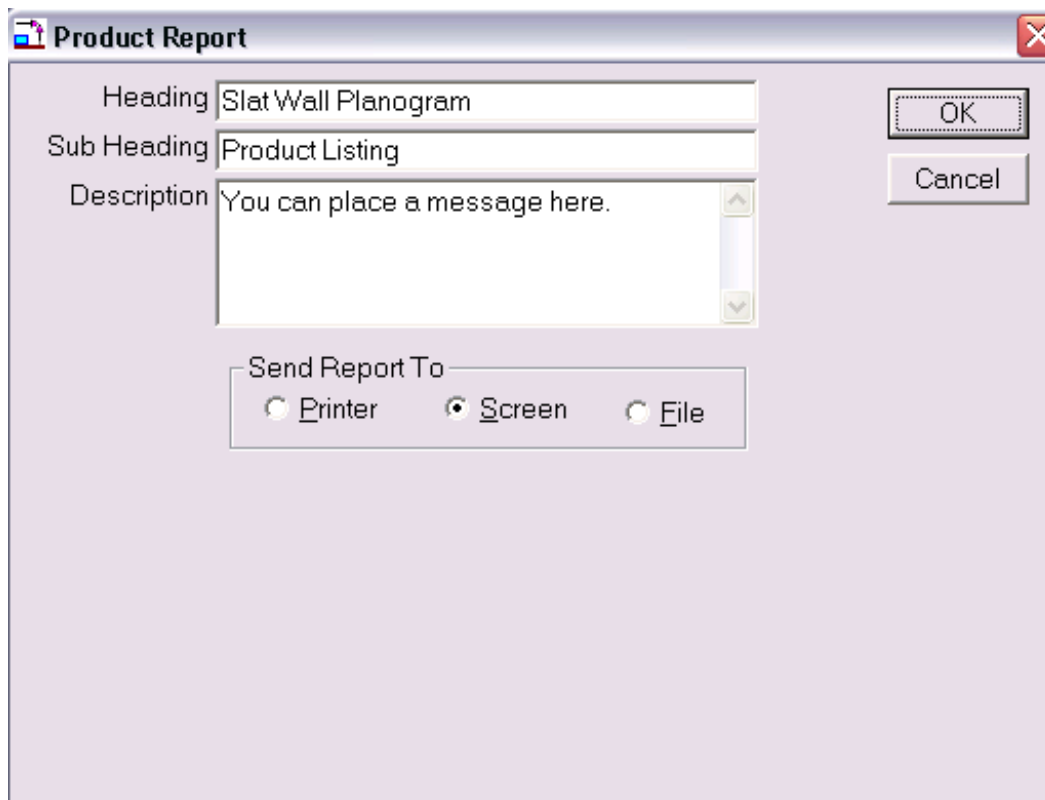 Product Report
Heading Slat Wall Planogram
OK
Sub Heading Product Listing
Cancel
Description You can place a message here.
Send Report To
Printer Screen File